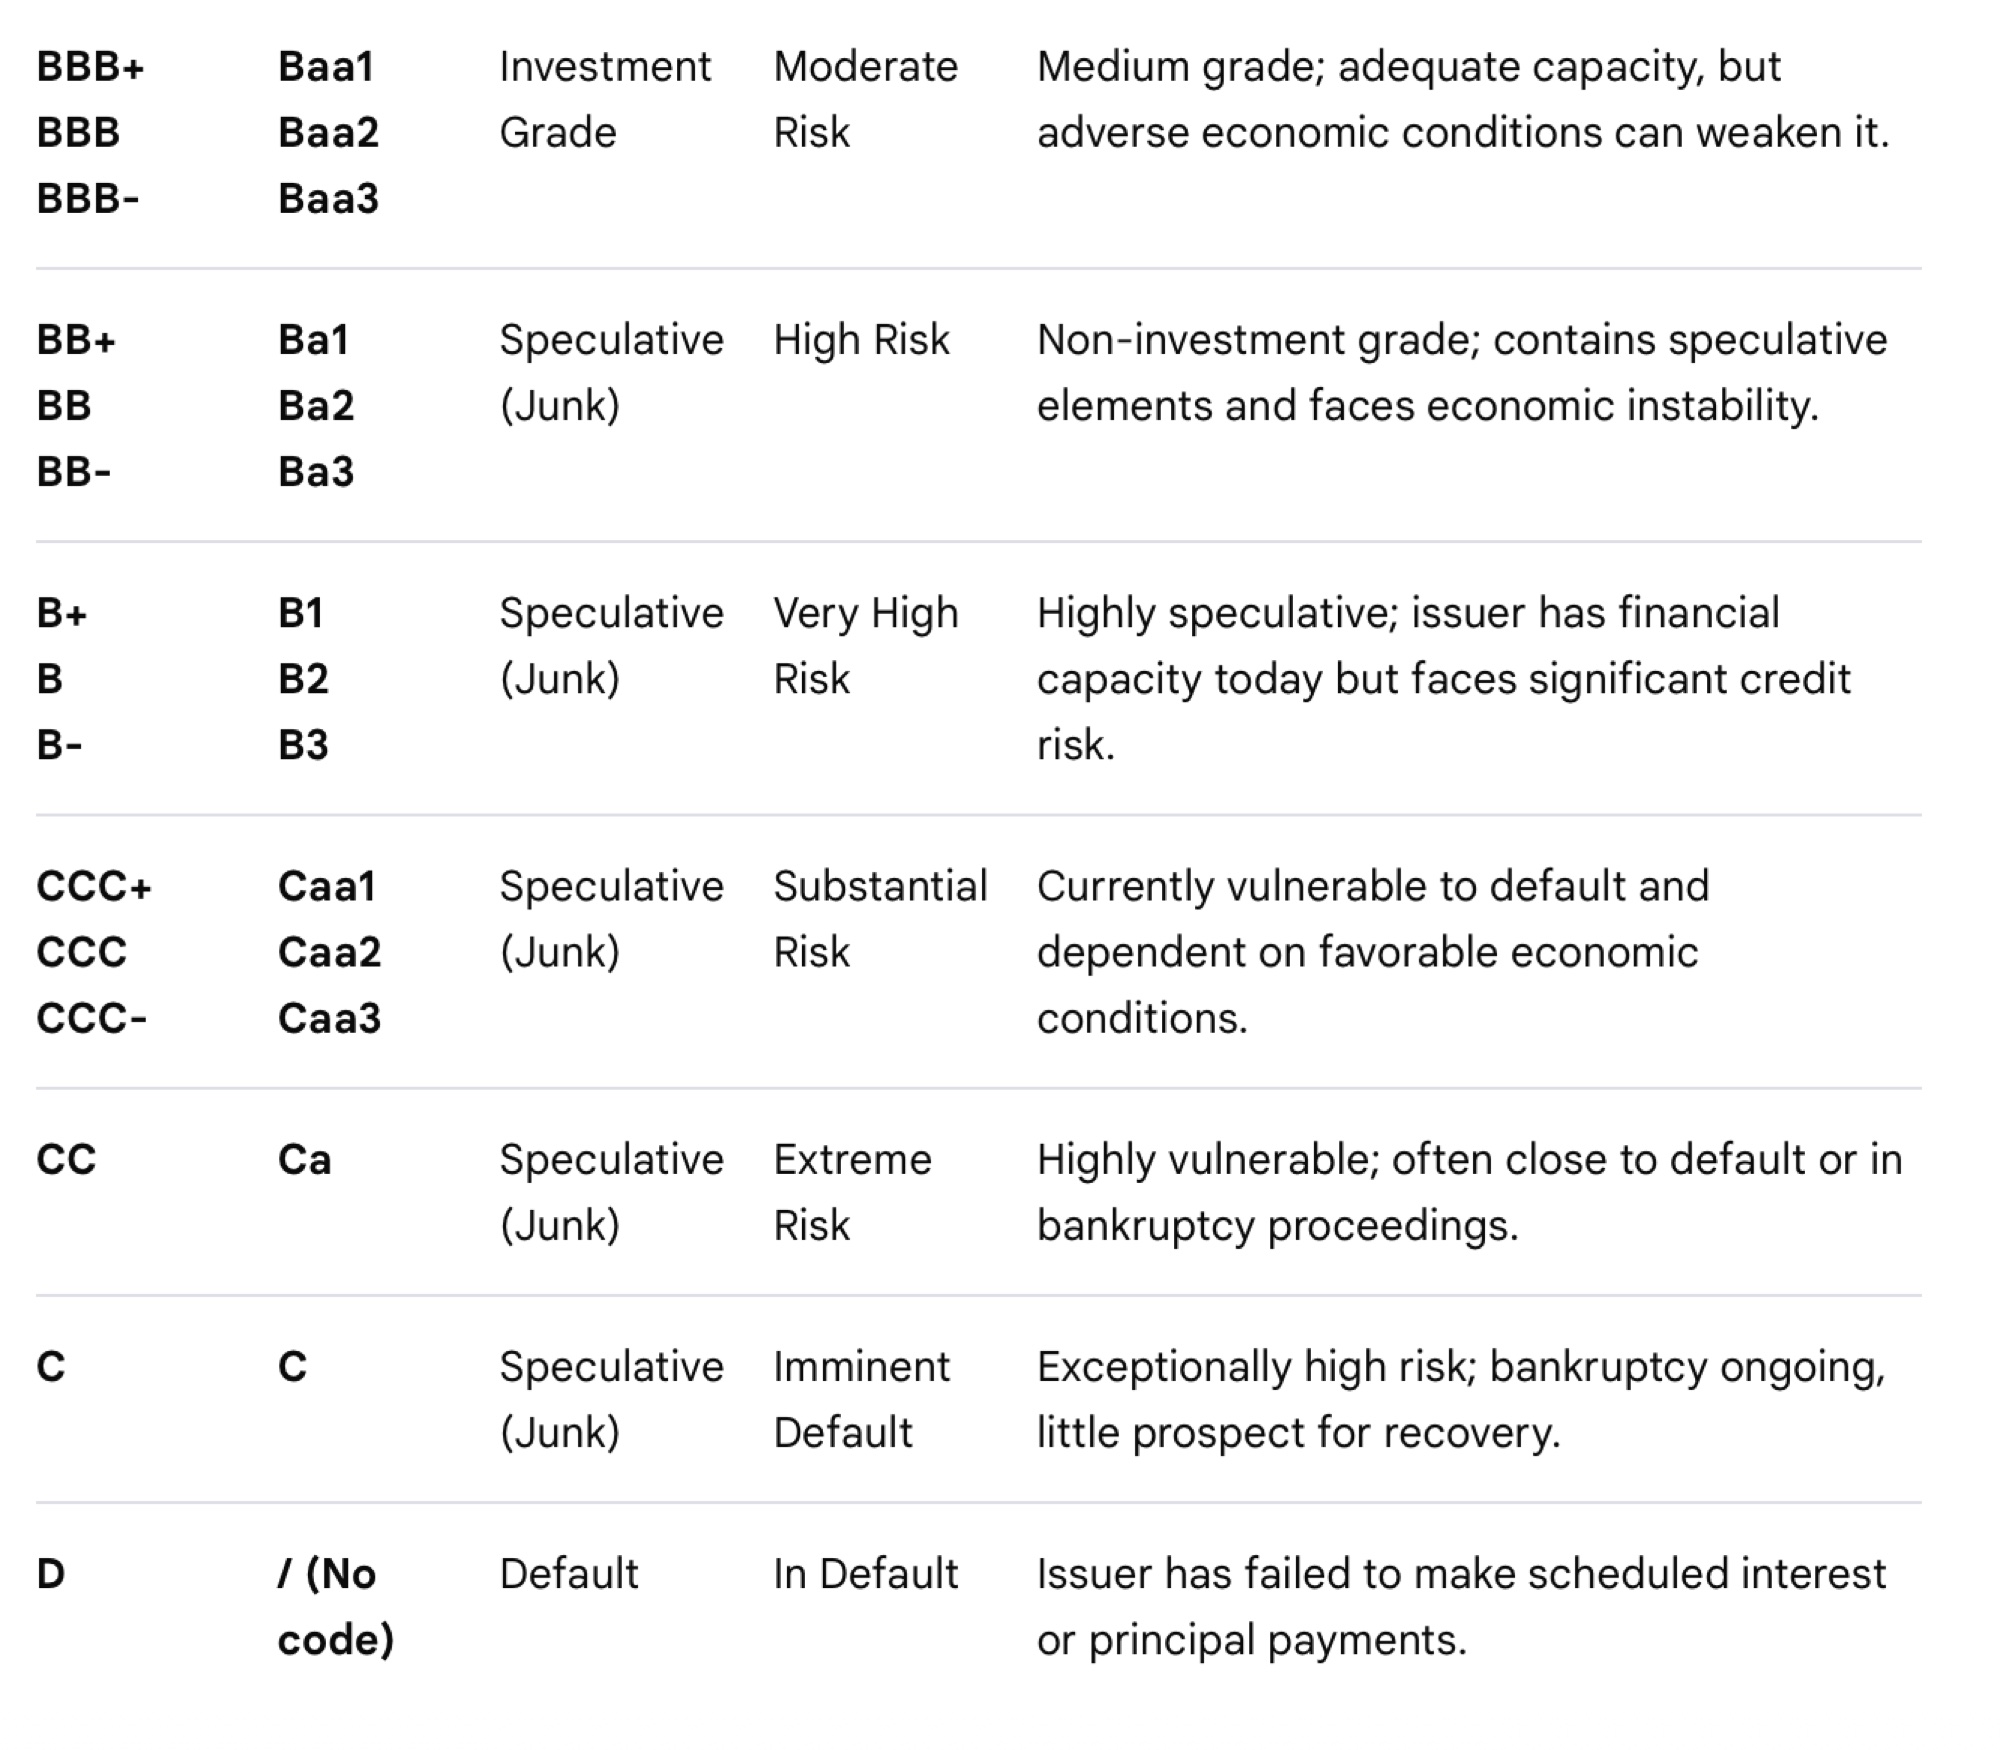 BBB+ Baa1 Investment Moderate Medium grade; adequate capacity, but
BBB Baa2 Grade Risk adverse economic conditions can weaken it.
BBB- Baa3
BB+ Ba1 Speculative High Risk Non-investment grade; contains speculative
BB Ba2 (Junk) elements and faces economic instability.
BB- Ba3
B+ B1 Speculative Very High Highly speculative; issuer has financial
B B2 (Junk) Risk capacity today but faces significant credit
B- B3 risk.
CCC+ Caa1 Speculative Substantial Currently vulnerable to default and
CCC Caa2 (Junk) Risk dependent on favorable economic
CCC- Caa3 conditions.
CC Ca Speculative Extreme Highly vulnerable; often close to default or in
(Junk) Risk bankruptcy proceedings.
C C Speculative Imminent Exceptionally high risk; bankruptcy ongoing,
(Junk) Default little prospect for recovery.
D / (No Default In Default Issuer has failed to make scheduled interest
code) or principal payments.